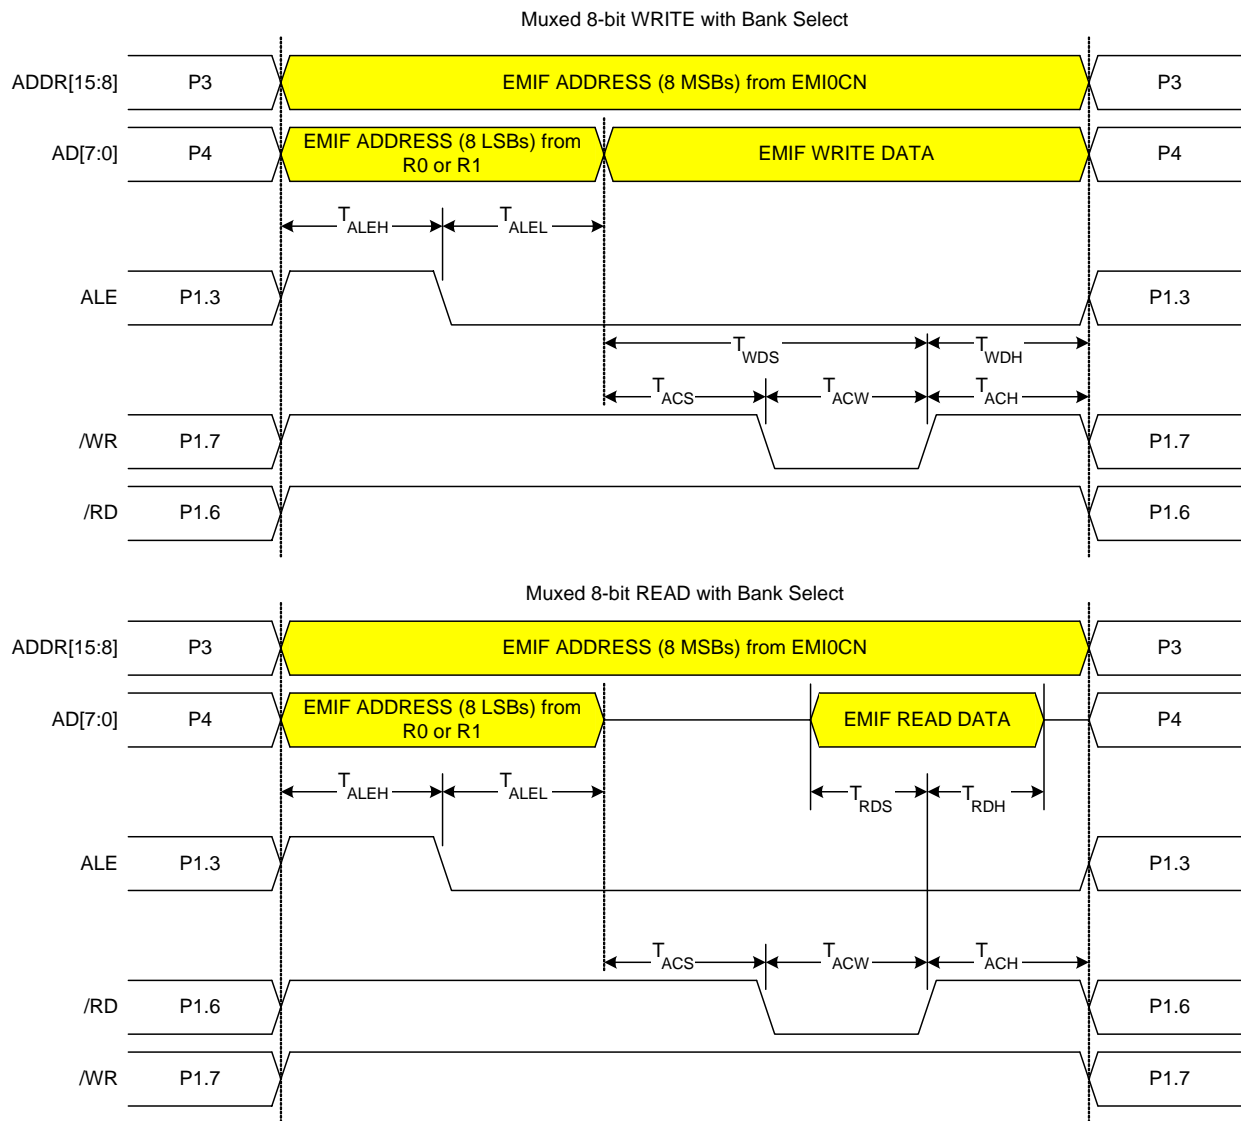 Muxed 8-bit WRITE with Bank Select
ADDR[15:8] P3 EMIF ADDRESS (8 MSBs) from EMI0CN P3
AD[7:0] P4 EMIF ADDRESS (8 LSBs) from
R0 or R1 EMIF WRITE DATA P4
TALEH TALEL
ALE P1.3 P1.3
TWDS TWDH
TACS TACW TACH
/WR P1.7 P1.7
/RD P1.6 P1.6
Muxed 8-bit READ with Bank Select
ADDR[15:8] P3 EMIF ADDRESS (8 MSBs) from EMI0CN P3
AD[7:0] P4 EMIF ADDRESS (8 LSBs) from
R0 or R1 EMIF READ DATA P4
TALEH TALEL TRDS TRDH
ALE P1.3 P1.3
TACS TACW TACH
/RD P1.6 P1.6
/WR P1.7 P1.7